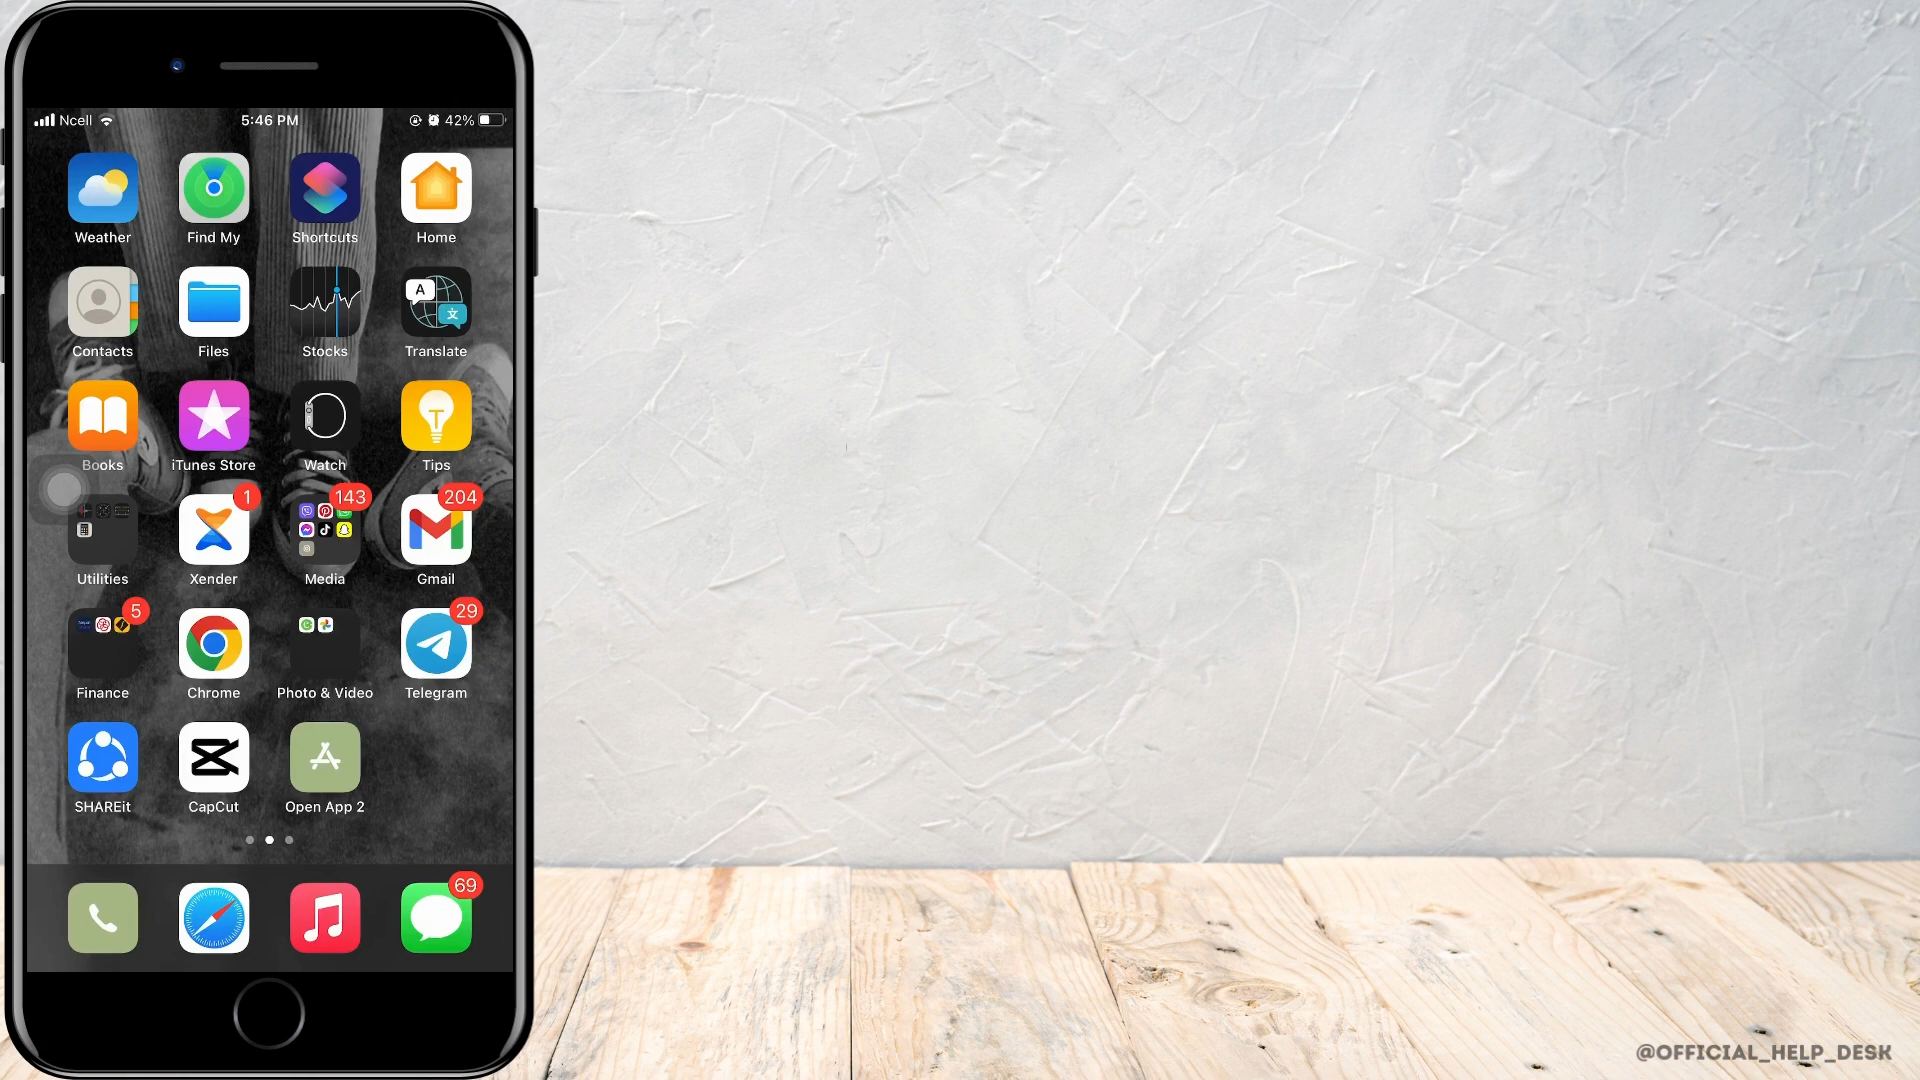 Ncell 5:46 PM 42%
Weather Find My Shortcuts Home
A 文
Contacts Files Stocks Translate
Books iTunes Store Watch Tips
1 143 204
Utilities Xender Media Gmail
5 29
Finance Chrome Photo & Video Telegram
SHAREit CapCut Open App 2
69
@OFFICIAL_HELP_DESK